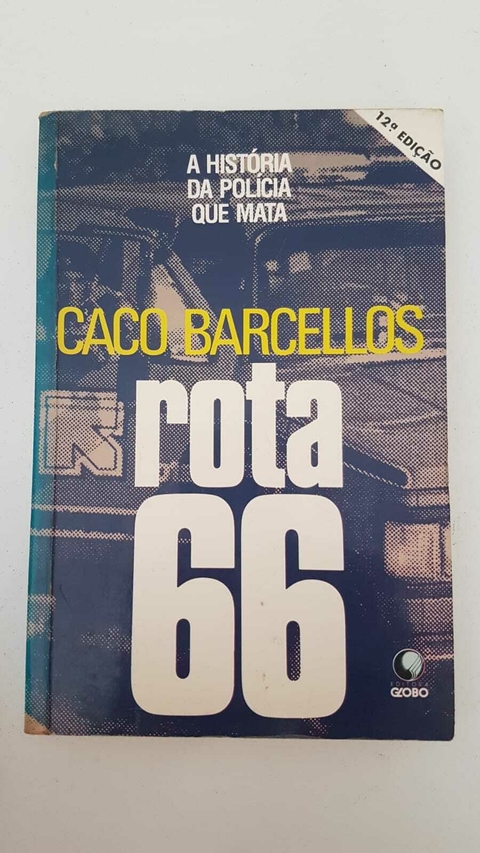 12ª EDIÇÃO
A HISTÓRIA
DA POLÍCIA
QUE MATA
CACO BARCELLOS
rota
66
EDITORA
GLOBO